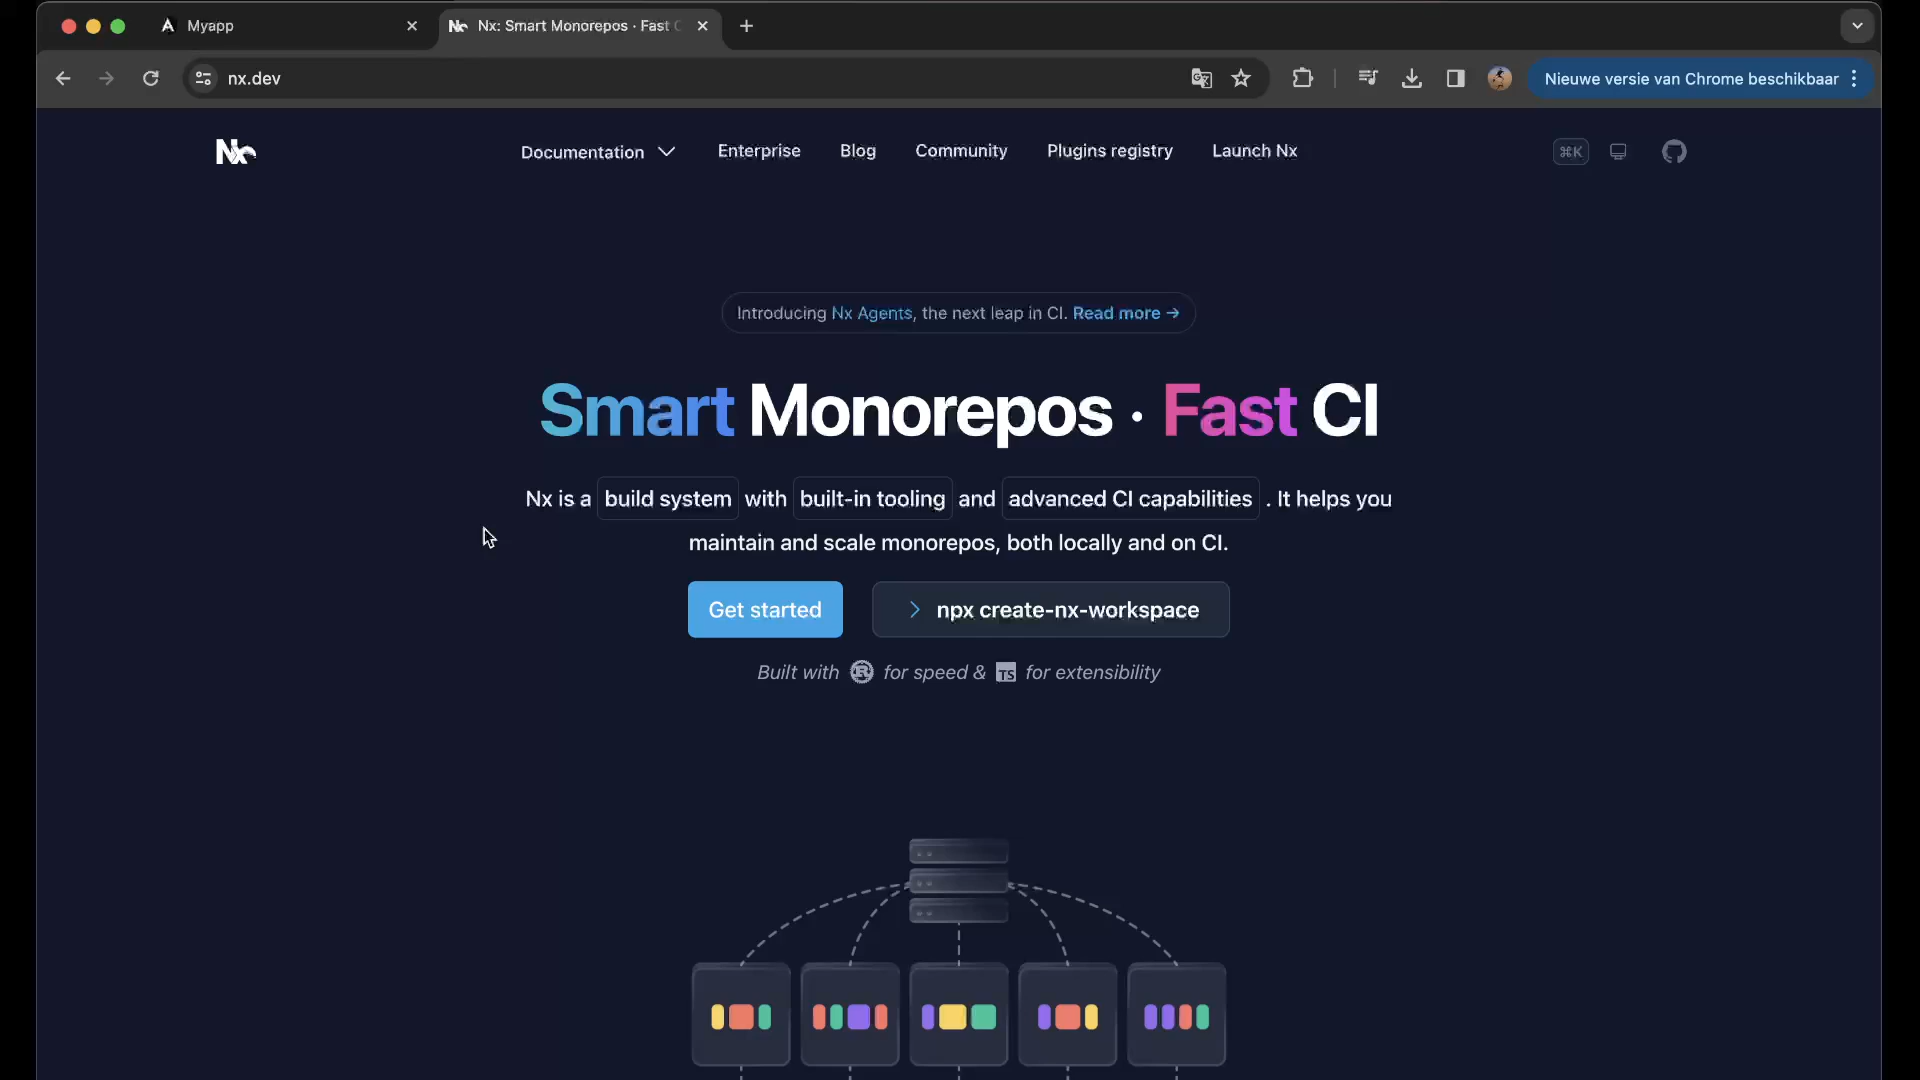 Myapp
Nx: Smart Monorepos · Fast C
nx.dev
Nieuwe versie van Chrome beschikbaar
Nx
Documentation
Enterprise
Blog
Community
Plugins registry
Launch Nx
⌘K
Introducing Nx Agents, the next leap in CI. Read more →
Smart Monorepos · Fast CI
Nx is a build system with built-in tooling and advanced CI capabilities . It helps you
maintain and scale monorepos, both locally and on CI.
Get started
npx create-nx-workspace
Built with R for speed & TS for extensibility